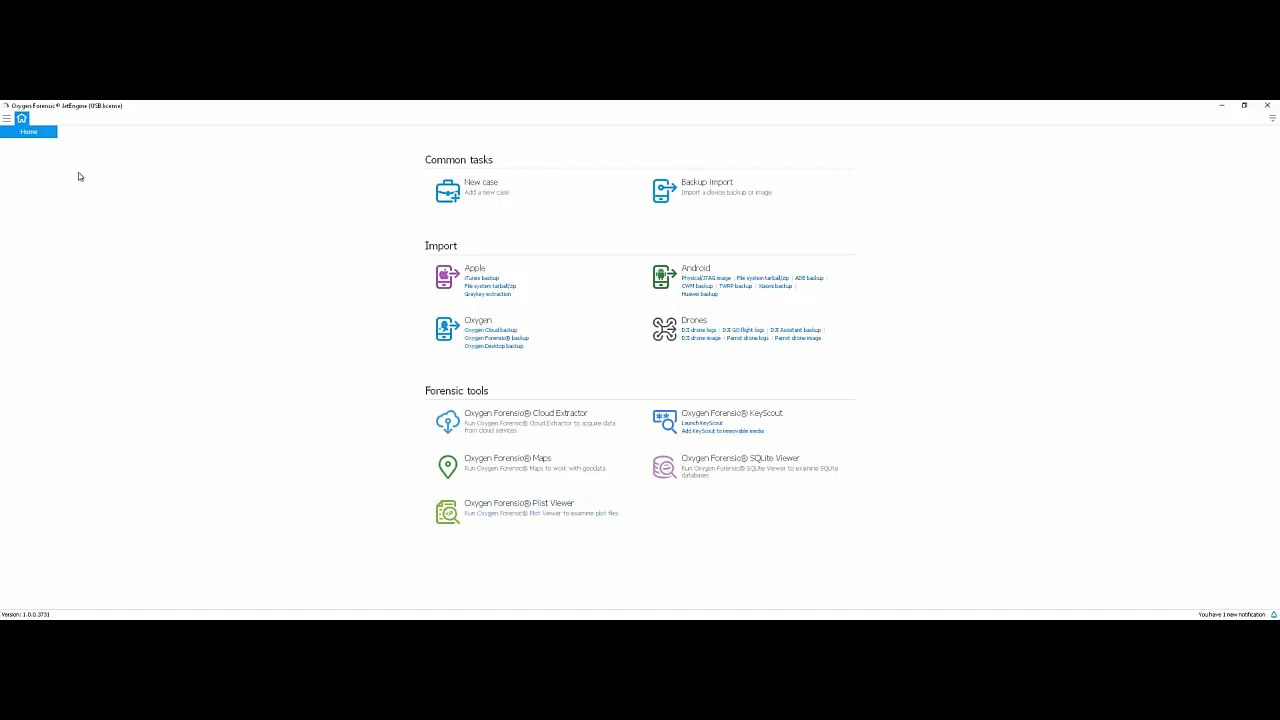 Oxygen Forensic® JetEngine (USB license)
Home
Common tasks
New case
Add a new case
Backup import
Import a device backup or image
Import
Apple
iTunes backup
File system tarball/zip
Graykey extraction
Android
Physical/JTAG image | File system tarball/zip | ADB backup |
CWM backup | TWRP backup | Xiaomi backup |
Huawei backup
Oxygen
Oxygen Cloud backup
Oxygen Forensic® backup
Oxygen Desktop backup
Drones
DJI drone logs | DJI GO flight logs | DJI Assistant backup |
DJI drone image | Parrot drone logs | Parrot drone image
Forensic tools
Oxygen Forensic® Cloud Extractor
Run Oxygen Forensic® Cloud Extractor to acquire data
from cloud services
Oxygen Forensic® KeyScout
Launch KeyScout
Add KeyScout to removable media
Oxygen Forensic® Maps
Run Oxygen Forensic® Maps to work with geodata
Oxygen Forensic® SQLite Viewer
Run Oxygen Forensic® SQLite Viewer to examine SQLite
databases
Oxygen Forensic® Plist Viewer
Run Oxygen Forensic® Plist Viewer to examine plist files
Version: 1.0.0.3731
You have 1 new notification